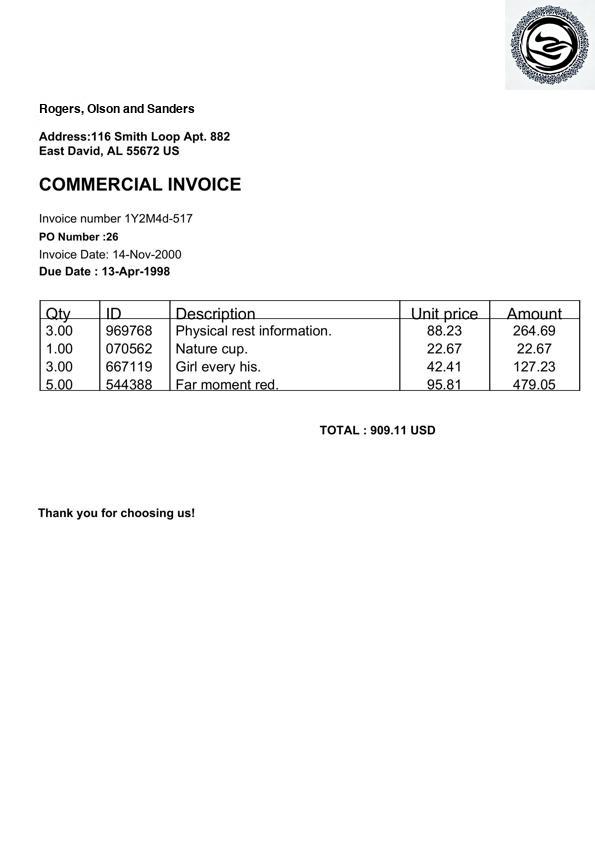 Rogers, Olson and Sanders
Address:116 Smith Loop Apt. 882
East David, AL 55672 US
COMMERCIAL INVOICE
Invoice number 1Y2M4d-517
PO Number :26
Invoice Date: 14-Nov-2000
Due Date : 13-Apr-1998
Qty ID Description Unit price Amount
3.00 969768 Physical rest information. 88.23 264.69
1.00 070562 Nature cup. 22.67 22.67
3.00 667119 Girl every his. 42.41 127.23
5.00 544388 Far moment red. 95.81 479.05
TOTAL : 909.11 USD
Thank you for choosing us!